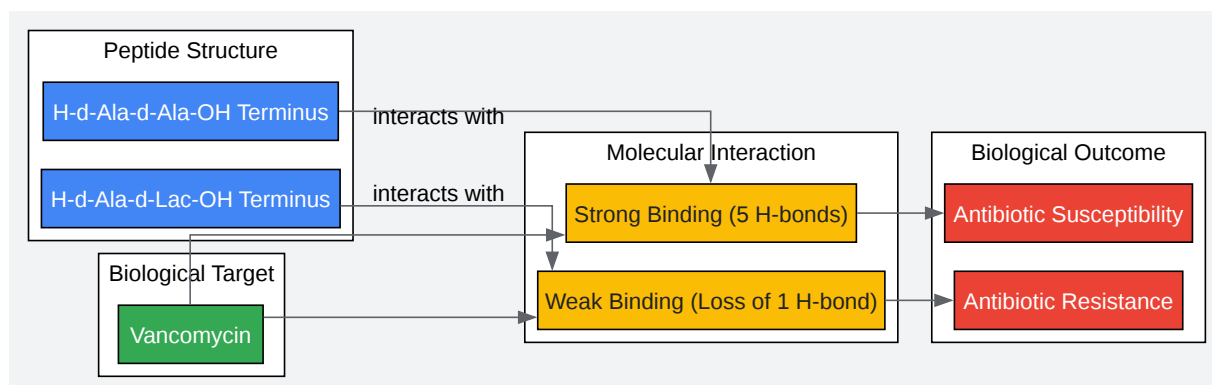 Peptide Structure
H-d-Ala-d-Ala-OH Terminus
interacts with
H-d-Ala-d-Lac-OH Terminus
interacts with
Biological Target
Vancomycin
Molecular Interaction
Strong Binding (5 H-bonds)
Weak Binding (Loss of 1 H-bond)
Biological Outcome
Antibiotic Susceptibility
Antibiotic Resistance